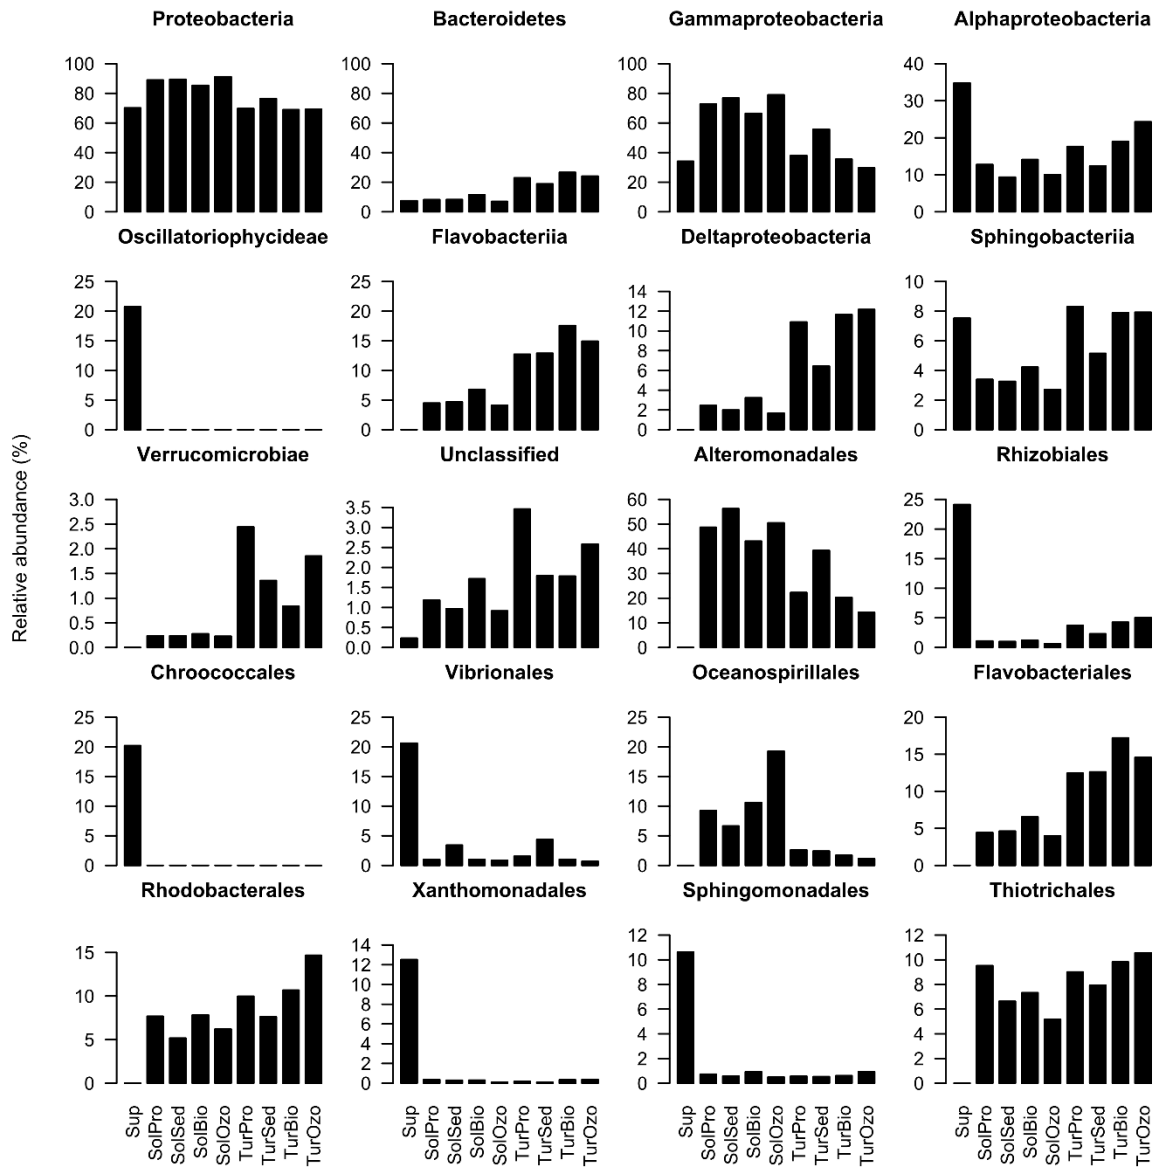 Proteobacteria Bacteroidetes Gammaproteobacteria Alphaproteobacteria
100 100 100 40
80 80 80 30
60 60 60 20
40 40 40 10
20 20 20 0
0 0 0
Oscillatoriophycideae Flavobacteriia Deltaproteobacteria Sphingobacteriia
25 25 14 10
20 20 12 8
15 15 10 6
10 10 8 4
5 5 6 2
0 0 4 0
2
0
Relative abundance (%)
Verrucomicrobiae Unclassified Alteromonadales Rhizobiales
3.0 3.5 60 25
2.5 3.0 50 20
2.0 2.5 40 15
1.5 2.0 30 10
1.0 1.5 20 5
0.5 1.0 10 0
0.0 0.5 0
0.0
Chroococcales Vibrionales Oceanospirillales Flavobacteriales
25 25 25 20
20 20 20 15
15 15 15 10
10 10 10 5
5 5 5 0
0 0 0
Rhodobacterales Xanthomonadales Sphingomonadales Thiotrichales
15 14 12 12
10 12 10 10
5 10 8 8
0 8 6 6
6 4 4
4 2 2
2 0 0
0
Sup SolPro SolSed SolBio SolOzo TurPro TurSed TurBio TurOzo
Sup SolPro SolSed SolBio SolOzo TurPro TurSed TurBio TurOzo
Sup SolPro SolSed SolBio SolOzo TurPro TurSed TurBio TurOzo
Sup SolPro SolSed SolBio SolOzo TurPro TurSed TurBio TurOzo